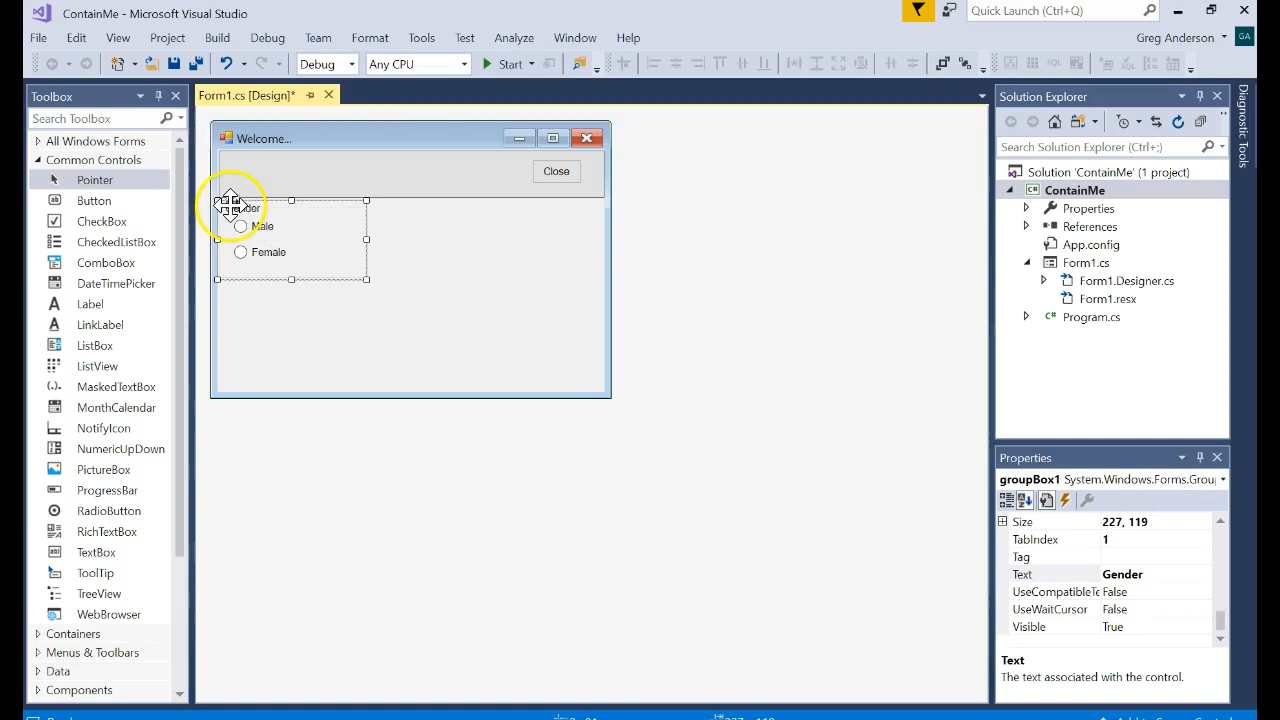 ContainMe - Microsoft Visual Studio
Quick Launch (Ctrl+Q)
File Edit View Project Build Debug Team Format Tools Test Analyze Window Help
Greg Anderson GA
Debug Any CPU Start
Toolbox
Search Toolbox
All Windows Forms
Common Controls
Pointer
Button
CheckBox
CheckedListBox
ComboBox
DateTimePicker
Label
LinkLabel
ListBox
ListView
MaskedTextBox
MonthCalendar
NotifyIcon
NumericUpDown
PictureBox
ProgressBar
RadioButton
RichTextBox
TextBox
ToolTip
TreeView
WebBrowser
Containers
Menus & Toolbars
Data
Components
Form1.cs [Design]*
Welcome...
Close
Male
Female
Solution Explorer
Search Solution Explorer (Ctrl+;)
Solution 'ContainMe' (1 project)
ContainMe
Properties
References
App.config
Form1.cs
Form1.Designer.cs
Form1.resx
Program.cs
Diagnostic Tools
Properties
groupBox1 System.Windows.Forms.Grou
Size 227, 119
TabIndex 1
Tag
Text Gender
UseCompatibleTe False
UseWaitCursor False
Visible True
Text
The text associated with the control.